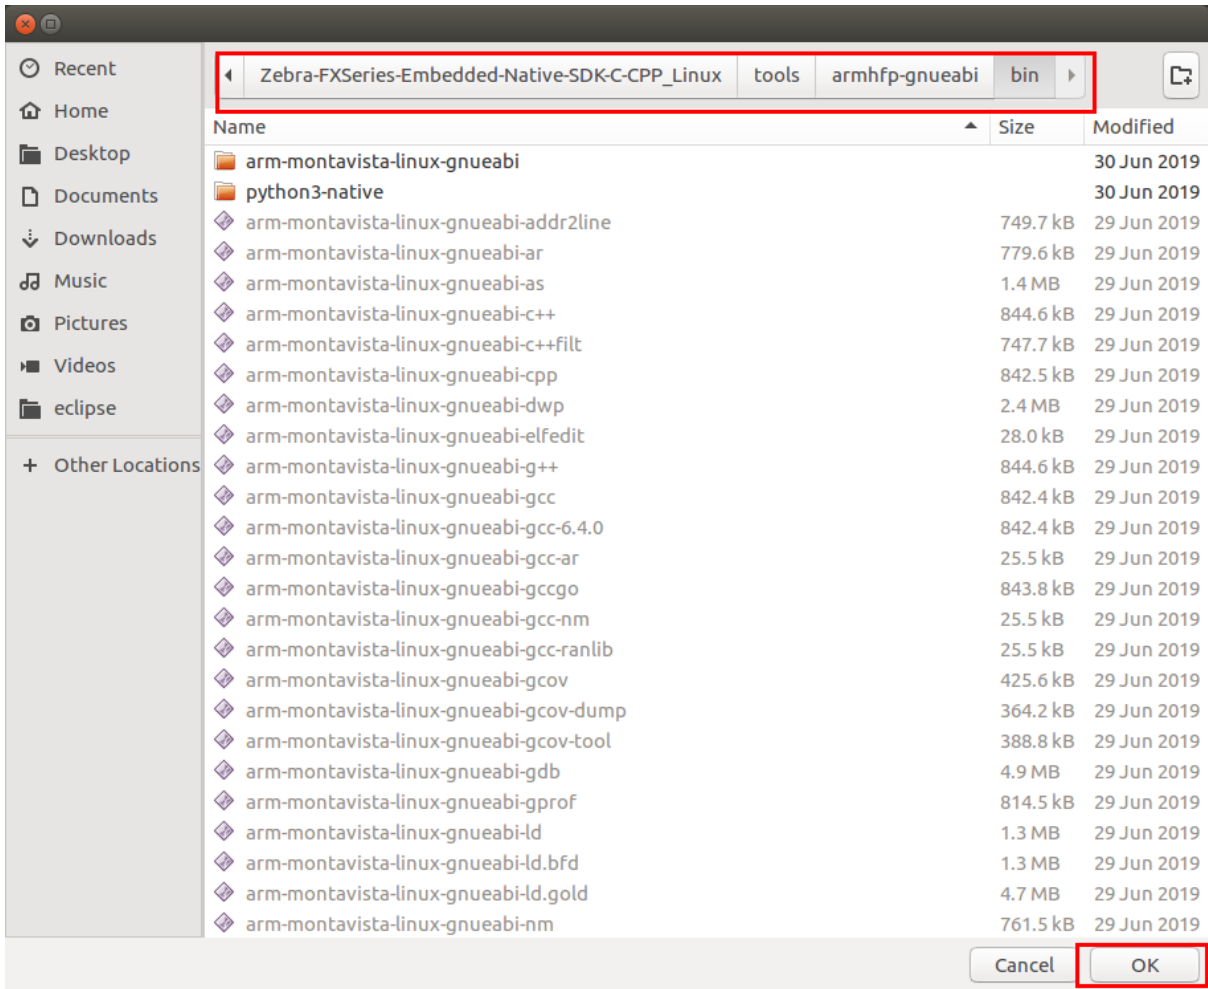 Recent
Home
Desktop
Documents
Downloads
Music
Pictures
Videos
eclipse
+ Other Locations
Zebra-FXSeries-Embedded-Native-SDK-C-CPP_Linux tools armhfp-gnueabi bin
Name Size Modified
arm-montavista-linux-gnueabi 30 Jun 2019
python3-native 30 Jun 2019
arm-montavista-linux-gnueabi-addr2line 749.7 kB 29 Jun 2019
arm-montavista-linux-gnueabi-ar 779.6 kB 29 Jun 2019
arm-montavista-linux-gnueabi-as 1.4 MB 29 Jun 2019
arm-montavista-linux-gnueabi-c++ 844.6 kB 29 Jun 2019
arm-montavista-linux-gnueabi-c++filt 747.7 kB 29 Jun 2019
arm-montavista-linux-gnueabi-cpp 842.5 kB 29 Jun 2019
arm-montavista-linux-gnueabi-dwp 2.4 MB 29 Jun 2019
arm-montavista-linux-gnueabi-elfedit 28.0 kB 29 Jun 2019
arm-montavista-linux-gnueabi-g++ 844.6 kB 29 Jun 2019
arm-montavista-linux-gnueabi-gcc 842.4 kB 29 Jun 2019
arm-montavista-linux-gnueabi-gcc-6.4.0 842.4 kB 29 Jun 2019
arm-montavista-linux-gnueabi-gcc-ar 25.5 kB 29 Jun 2019
arm-montavista-linux-gnueabi-gccgo 843.8 kB 29 Jun 2019
arm-montavista-linux-gnueabi-gcc-nm 25.5 kB 29 Jun 2019
arm-montavista-linux-gnueabi-gcc-ranlib 25.5 kB 29 Jun 2019
arm-montavista-linux-gnueabi-gcov 425.6 kB 29 Jun 2019
arm-montavista-linux-gnueabi-gcov-dump 364.2 kB 29 Jun 2019
arm-montavista-linux-gnueabi-gcov-tool 388.8 kB 29 Jun 2019
arm-montavista-linux-gnueabi-gdb 4.9 MB 29 Jun 2019
arm-montavista-linux-gnueabi-gprof 814.5 kB 29 Jun 2019
arm-montavista-linux-gnueabi-ld 1.3 MB 29 Jun 2019
arm-montavista-linux-gnueabi-ld.bfd 1.3 MB 29 Jun 2019
arm-montavista-linux-gnueabi-ld.gold 4.7 MB 29 Jun 2019
arm-montavista-linux-gnueabi-nm 761.5 kB 29 Jun 2019
Cancel OK